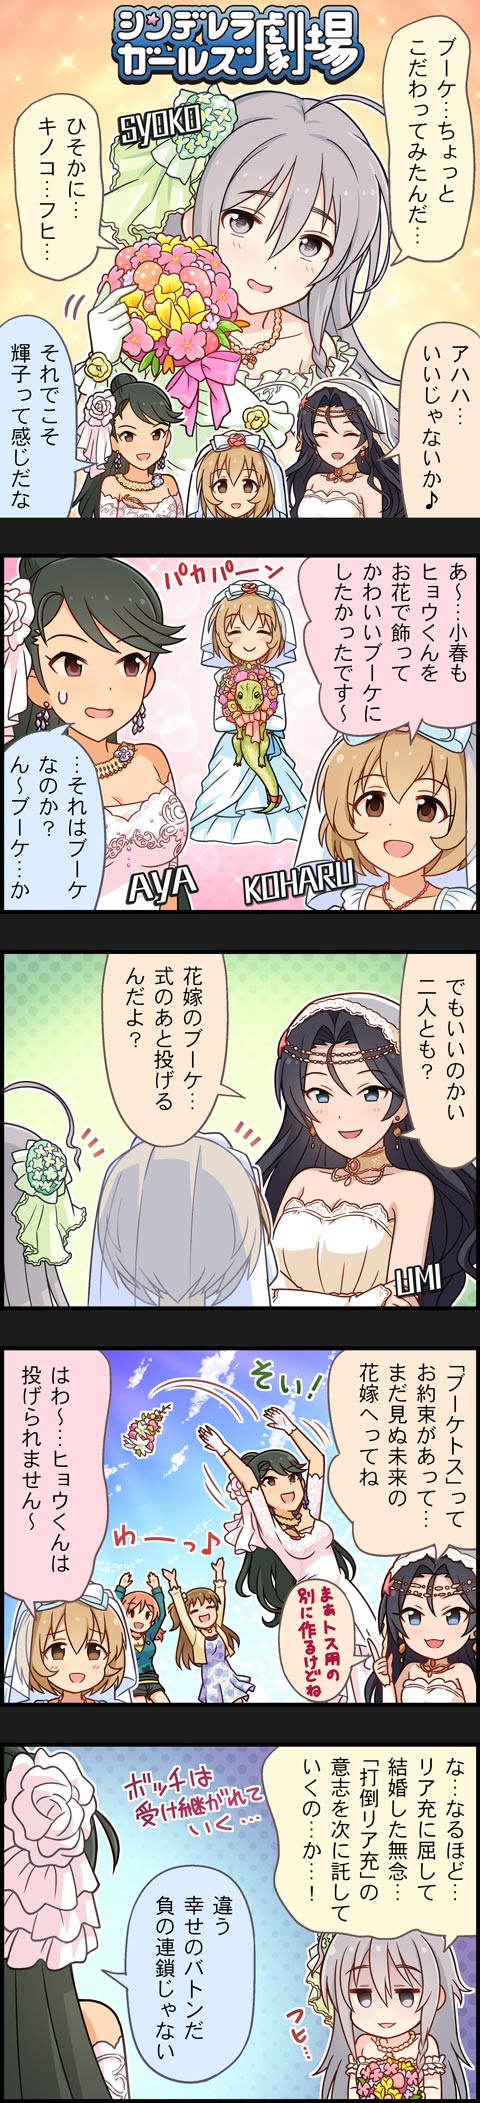 シンデレラ
ガールズ劇場
ブーケ…ちょっと
こだわってみたんだ…
SYOKO
ひそかに…
キノコ…フヒ…
アハハ…
いいじゃないか♪
それでこそ
輝子って感じだな
あ～…小春も
ヒョウくんを
お花で飾って
かわいいブーケに
したかったです～
パカパーン
…それはブーケ
なのか?
ん～ブーケ…か
AYA
KOHARU
でもいいのかい
二人とも?
花嫁のブーケ…
式のあと投げる
んだよ?
UMI
「ブーケトス」って
お約束があって…
まだ見ぬ未来の
花嫁へってね
そい!
わーっ♪
まあトス用の
別に作るけどね
はわ～…ヒョウくんは
投げられません～
な…なるほど…
リア充に屈して
結婚した無念…
「打倒リア充」の
意志を次に託して
いくの…か…!
ボッチは
受け継がれて
いく…
フヒ…
違う
幸せのバトンだ
負の連鎖じゃない